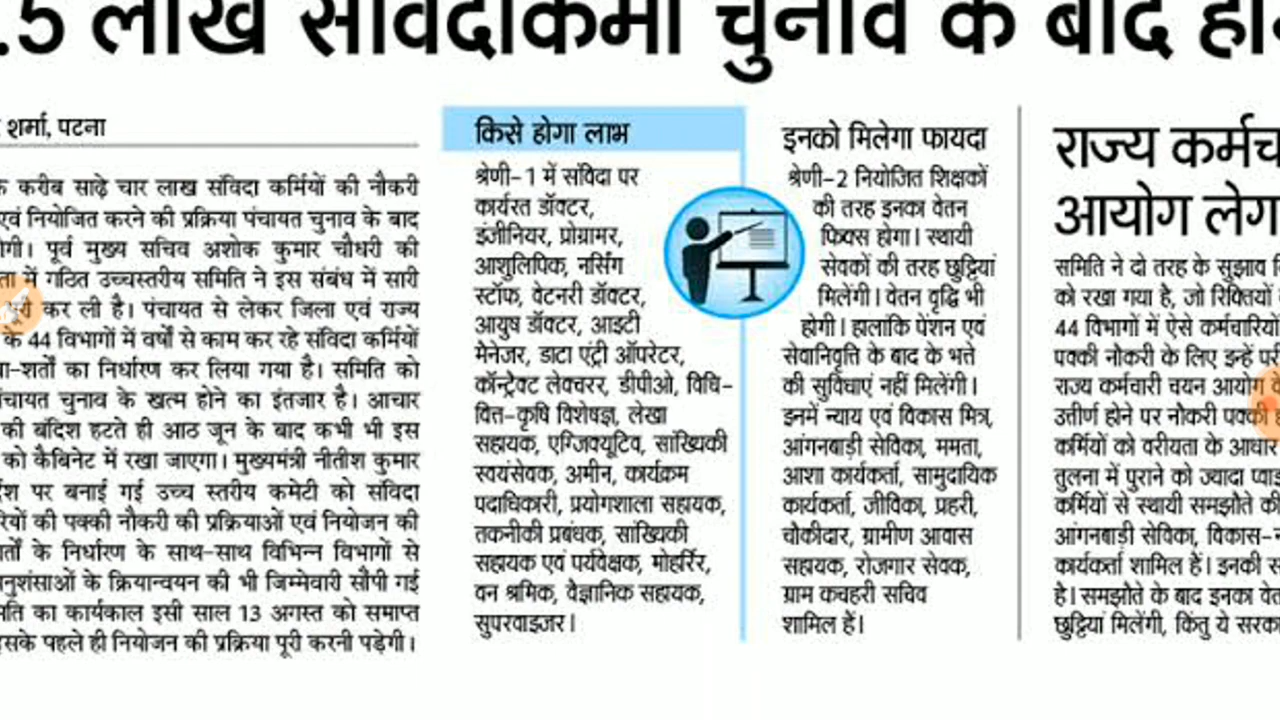 .5 लाख संविदाकर्मी चुनाव के बाद
शर्मा, पटना
करीब साढ़े चार लाख संविदा कर्मियों की नौकरी
एवं नियोजित करने की प्रक्रिया पंचायत चुनाव के बाद
पूर्व मुख्य सचिव अशोक कुमार चौधरी की
में गठित उच्चस्तरीय समिति ने इस संबंध में सारी
कर ली है। पंचायत से लेकर जिला एवं राज्य
के 44 विभागों में वर्षों से काम कर रहे संविदा कर्मियों
-शर्तों का निर्धारण कर लिया गया है। समिति को
चुनाव के खत्म होने का इंतजार है। आचार
की बंदिश हटते ही आठ जून के बाद कभी भी इस
को कैबिनेट में रखा जाएगा। मुख्यमंत्री नीतीश कुमार
पर बनाई गई उच्च स्तरीय कमेटी को संविदा
की पक्की नौकरी की प्रक्रियाओं एवं नियोजन की
के निर्धारण के साथ-साथ विभिन्न विभागों से
के क्रियान्वयन की भी जिम्मेवारी सौंपी गई
का कार्यकाल इसी साल 13 अगस्त को समाप्त
के पहले ही नियोजन की प्रक्रिया पूरी करनी पड़ेगी।
किसे होगा लाभ
श्रेणी-1 में संविदा पर
कार्यरत डॉक्टर,
इंजीनियर, प्रोग्रामर,
आशुलिपिक, नर्सिंग
स्टॉफ, वेटनरी डॉक्टर,
आयुष डॉक्टर, आइटी
मैनेजर, डाटा एंट्री ऑपरेटर,
कॉन्ट्रैक्ट लेक्चरर, डीपीओ, विधि-
वित्त-कृषि विशेषज्ञ, लेखा
सहायक, एग्जिक्यूटिव, सांख्यिकी
स्वयंसेवक, अमीन, कार्यक्रम
पदाधिकारी, प्रयोगशाला सहायक,
तकनीकी प्रबंधक, सांख्यिकी
सहायक एवं पर्यवेक्षक, मोहर्रिर,
वन श्रमिक, वैज्ञानिक सहायक,
सुपरवाइजर।
इनको मिलेगा फायदा
श्रेणी-2 नियोजित शिक्षकों
की तरह इनका वेतन
फिक्स होगा। स्थायी
सेवकों की तरह छुट्टियां
मिलेंगी। वेतन वृद्धि भी
होगी। हालांकि पेंशन एवं
सेवानिवृत्ति के बाद के भत्ते
की सुविधाएं नहीं मिलेंगी।
इनमें न्याय एवं विकास मित्र,
आंगनबाड़ी सेविका, ममता,
आशा कार्यकर्ता, सामुदायिक
कार्यकर्ता, जीविका, प्रहरी,
चौकीदार, ग्रामीण आवास
सहायक, रोजगार सेवक,
ग्राम कचहरी सचिव
शामिल हैं।
राज्य
आयोग
समिति ने दो तरह के सुझाव
को रखा गया है, जो
44 विभागों में ऐसे
पक्की नौकरी के लिए इन्हें
राज्य कर्मचारी चयन आयोग
उत्तीर्ण होने पर नौकरी पक्की
कर्मियों को वरीयता के
तुलना में पुराने को ज्यादा
कर्मियों से स्थायी समझौते की
आंगनबाड़ी सेविका, विकास-
कार्यकर्ता शामिल हैं। इनकी
है। समझौते के बाद इनका
छुट्टियां मिलेंगी, किंतु ये